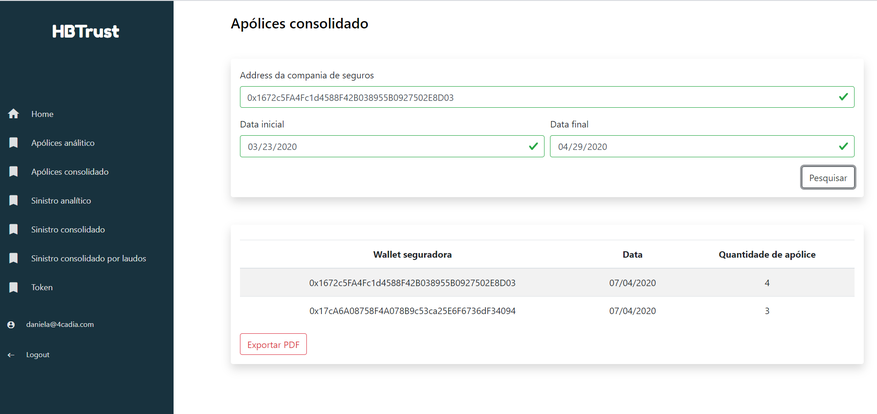 HBTrust
Home
Apólices análitico
Apólices consolidado
Sinistro analítico
Sinistro consolidado
Sinistro consolidado por laudos
Token
daniela@4cadia.com
Logout
Apólices consolidado
Address da compania de seguros
0x1672c5FA4Fc1d4588F42B038955B0927502E8D03
Data inicial Data final
03/23/2020 04/29/2020
Pesquisar
Wallet seguradora Data Quantidade de apólice
0x1672c5FA4Fc1d4588F42B038955B0927502E8D03 07/04/2020 4
0x17cA6A08758F4A078B9c53ca25E6F6736dF34094 07/04/2020 3
Exportar PDF